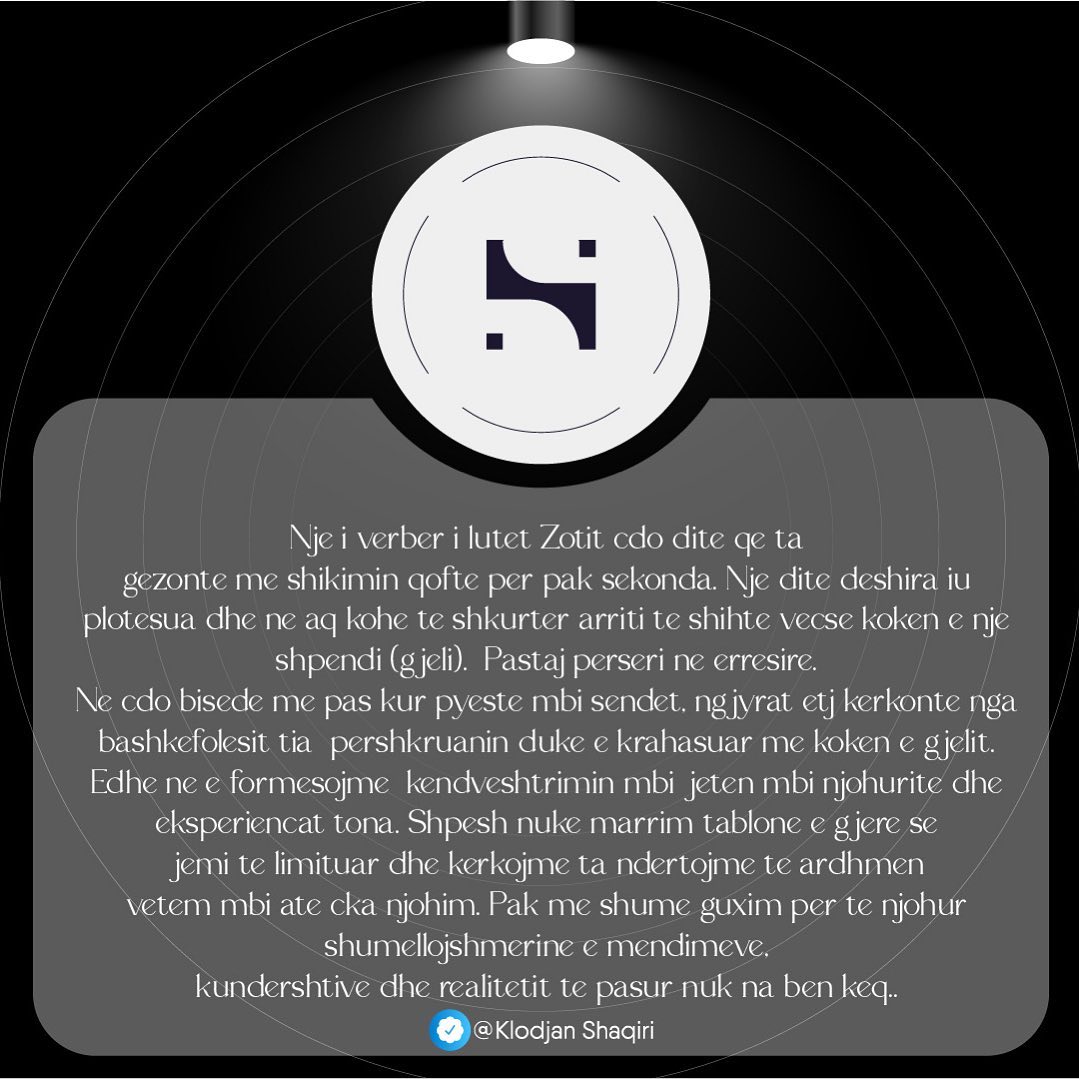 Nje i verber i lutet Zotit cdo dite qe ta
gezonte me shikimin qofte per pak sekonda. Nje dite deshira iu
plotesua dhe ne aq kohe te shkurter arriti te shihte vecse koken e nje
shpendi (gjeli). Pastaj perseri ne erresire.
Ne cdo bisede me pas kur pyeste mbi sendet, ngjyrat etj kerkonte nga
bashkefolesit tia pershkruanin duke e krahasuar me koken e gjelit.
Edhe ne e formesojme kendveshtrimin mbi jeten mbi njohurite dhe
eksperiencat tona. Shpesh nuke marrim tablone e gjere se
jemi te limituar dhe kerkojme ta ndertojme te ardhmen
vetem mbi ate cka njohim. Pak me shume guxim per te njohur
shumellojshmerine e mendimeve,
kundershtive dhe realitetit te pasur nuk na ben keq..
@Klodjan Shaqiri